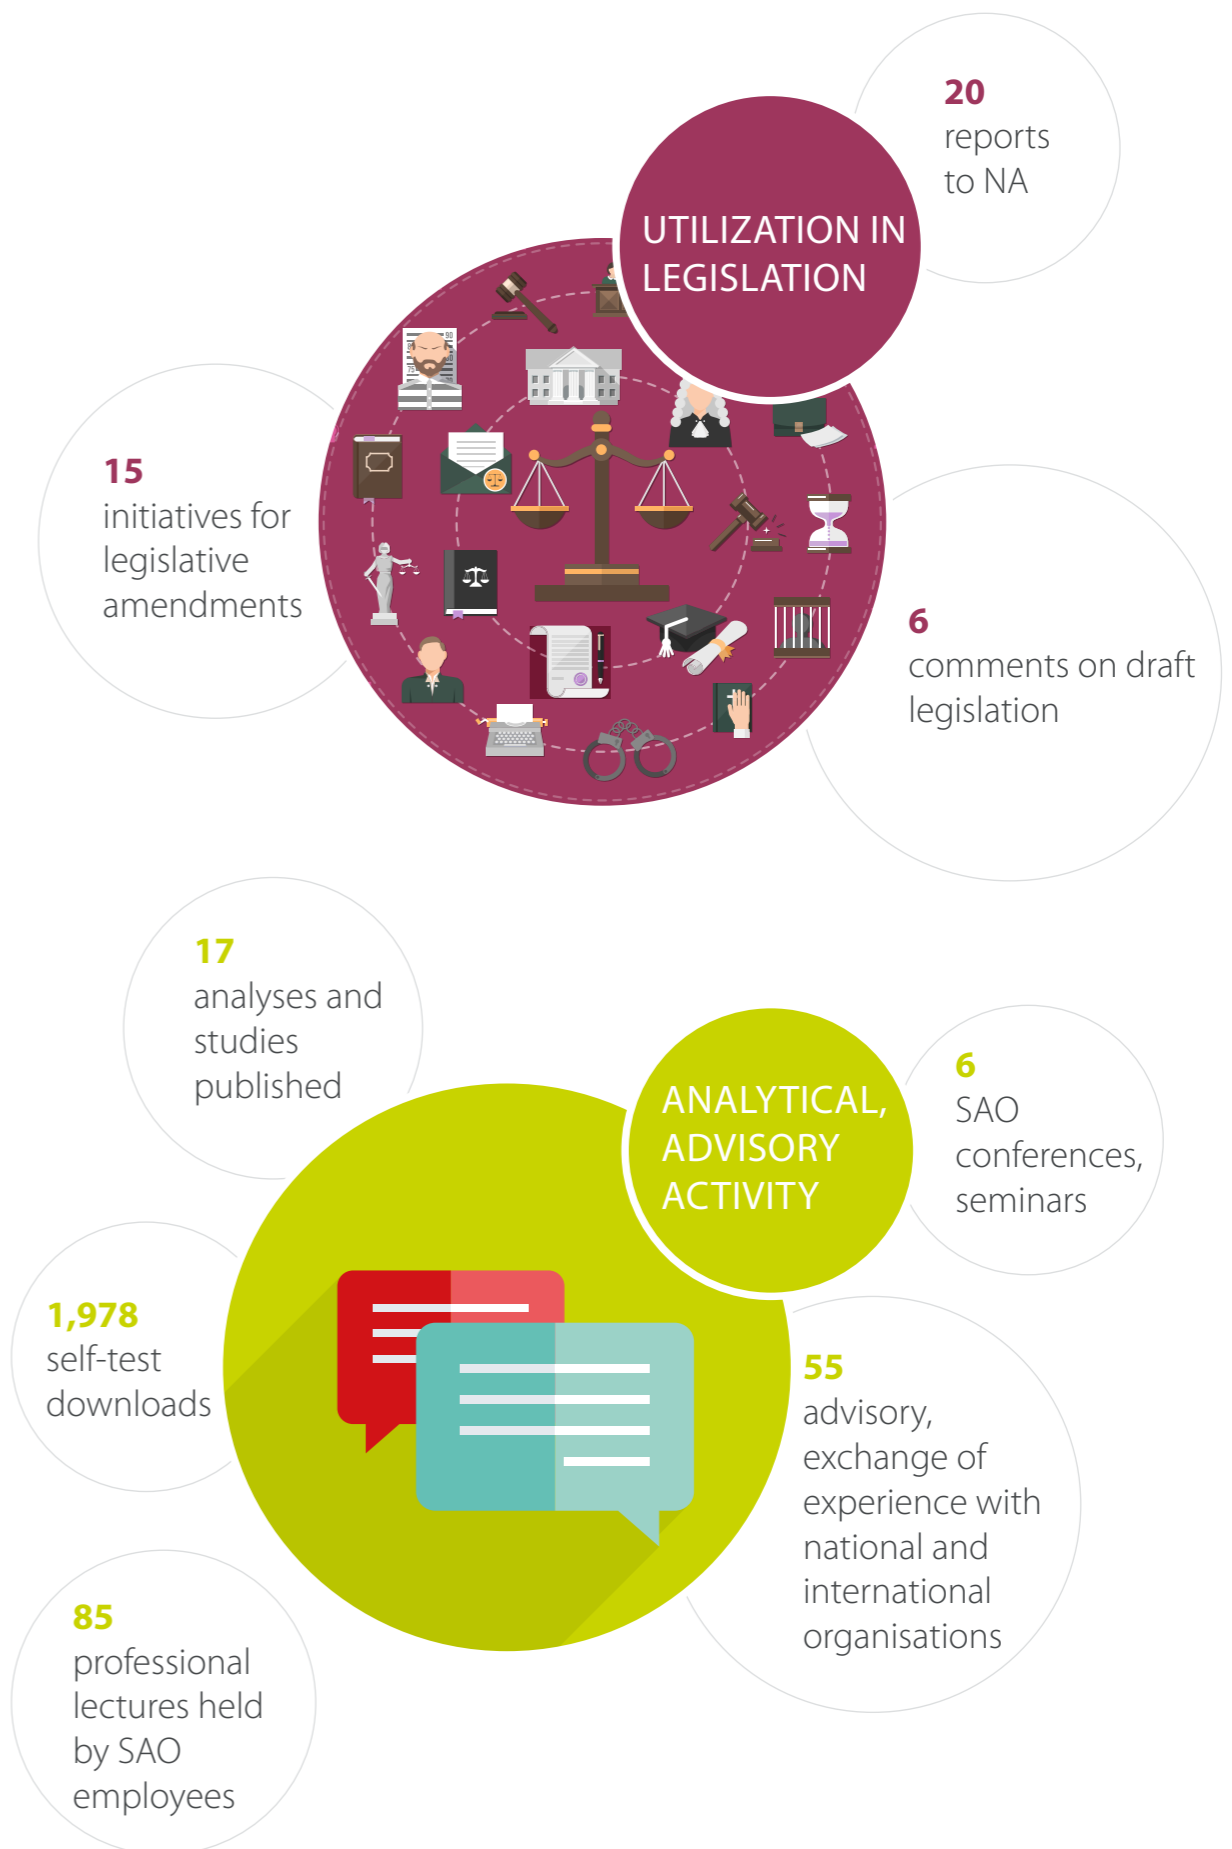 20
reports
to NA
UTILIZATION IN
LEGISLATION
15
initiatives for
legislative
amendments
6
comments on draft
legislation
17
analyses and
studies
published
ANALYTICAL,
ADVISORY
ACTIVITY
6
SAO
conferences,
seminars
1,978
self-test
downloads
55
advisory,
exchange of
experience with
national and
international
organisations
85
professional
lectures held
by SAO
employees